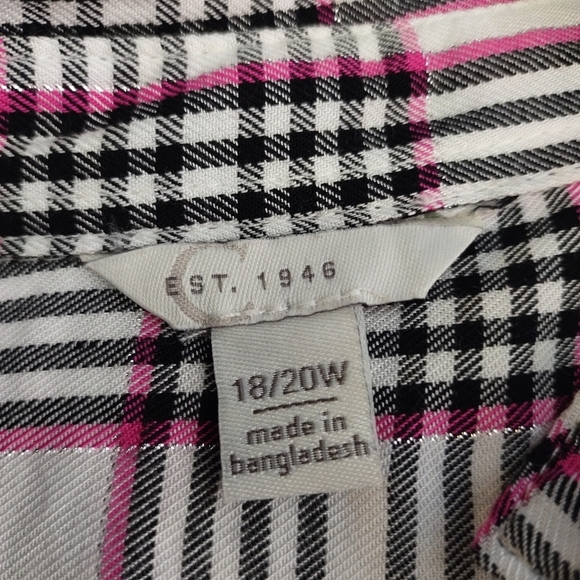 C
EST. 1946
18/20W
made in
bangladesh